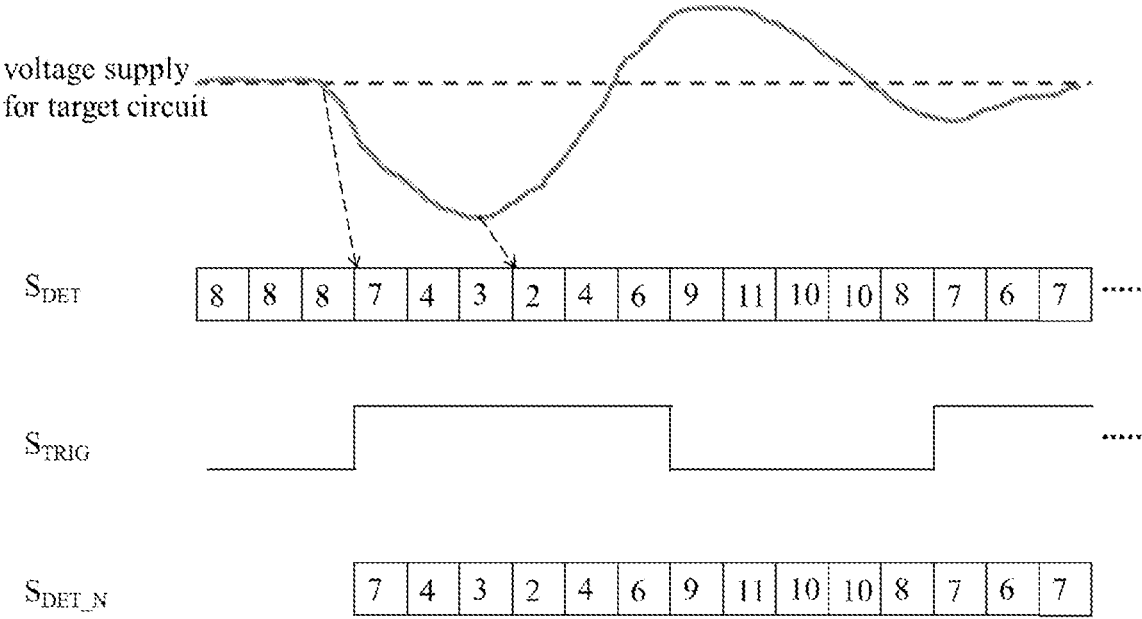 voltage supply
for target circuit
SDET 8 8 8 7 4 3 2 4 6 9 11 10 10 8 7 6 7 .....
STRIG .....
SDET_N 7 4 3 2 4 6 9 11 10 10 8 7 6 7